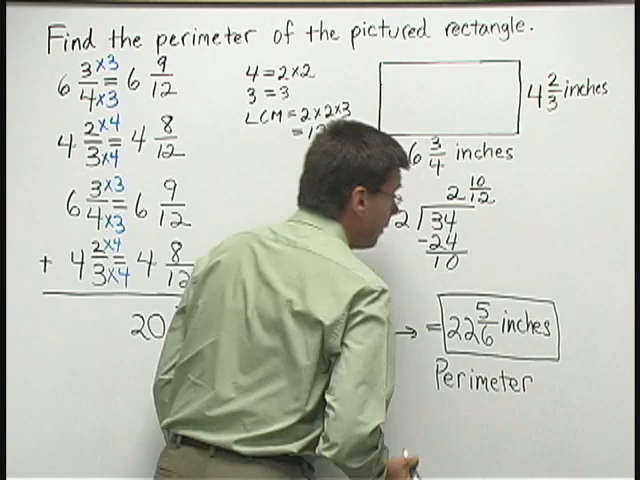 Find the perimeter of the pictured rectangle.
6 3/4 ×3/×3 = 6 9/12
4 2/3 ×4/×4 = 4 8/12
6 3/4 ×3/×3 = 6 9/12
+ 4 2/3 ×4/×4 = 4 8/12
20
4 = 2×2
3 = 3
LCM = 2×2×3
4 2/3 inches
6 3/4 inches
2 10/12
34
-24
10
→ = 22 5/6 inches
Perimeter